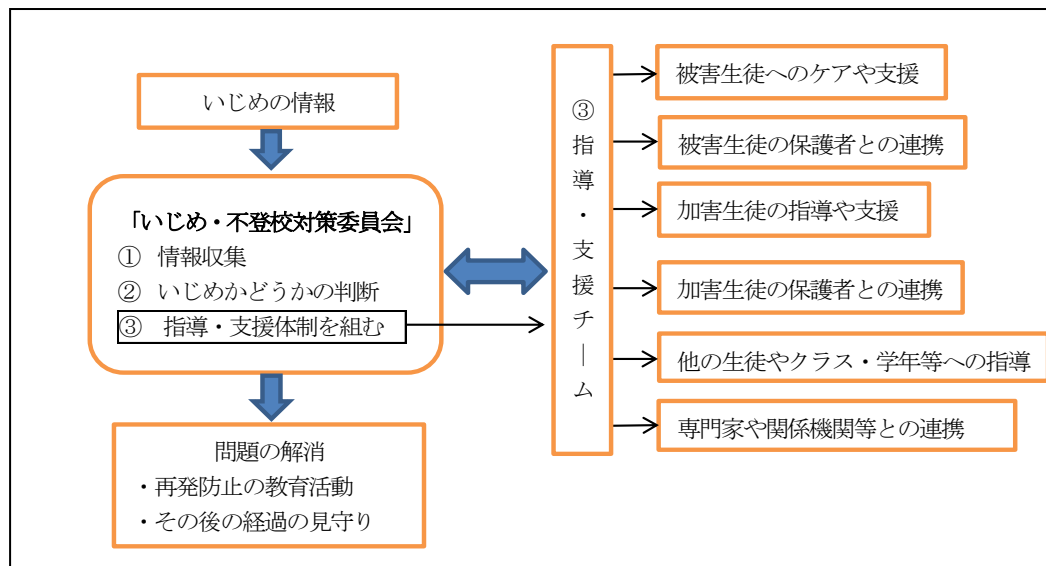 いじめの情報
「いじめ・不登校対策委員会」
① 情報収集
② いじめかどうかの判断
③ 指導・支援体制を組む
問題の解消
・再発防止の教育活動
・その後の経過の見守り
③指導・支援チーム
被害生徒へのケアや支援
被害生徒の保護者との連携
加害生徒の指導や支援
加害生徒の保護者との連携
他の生徒やクラス・学年等への指導
専門家や関係機関等との連携